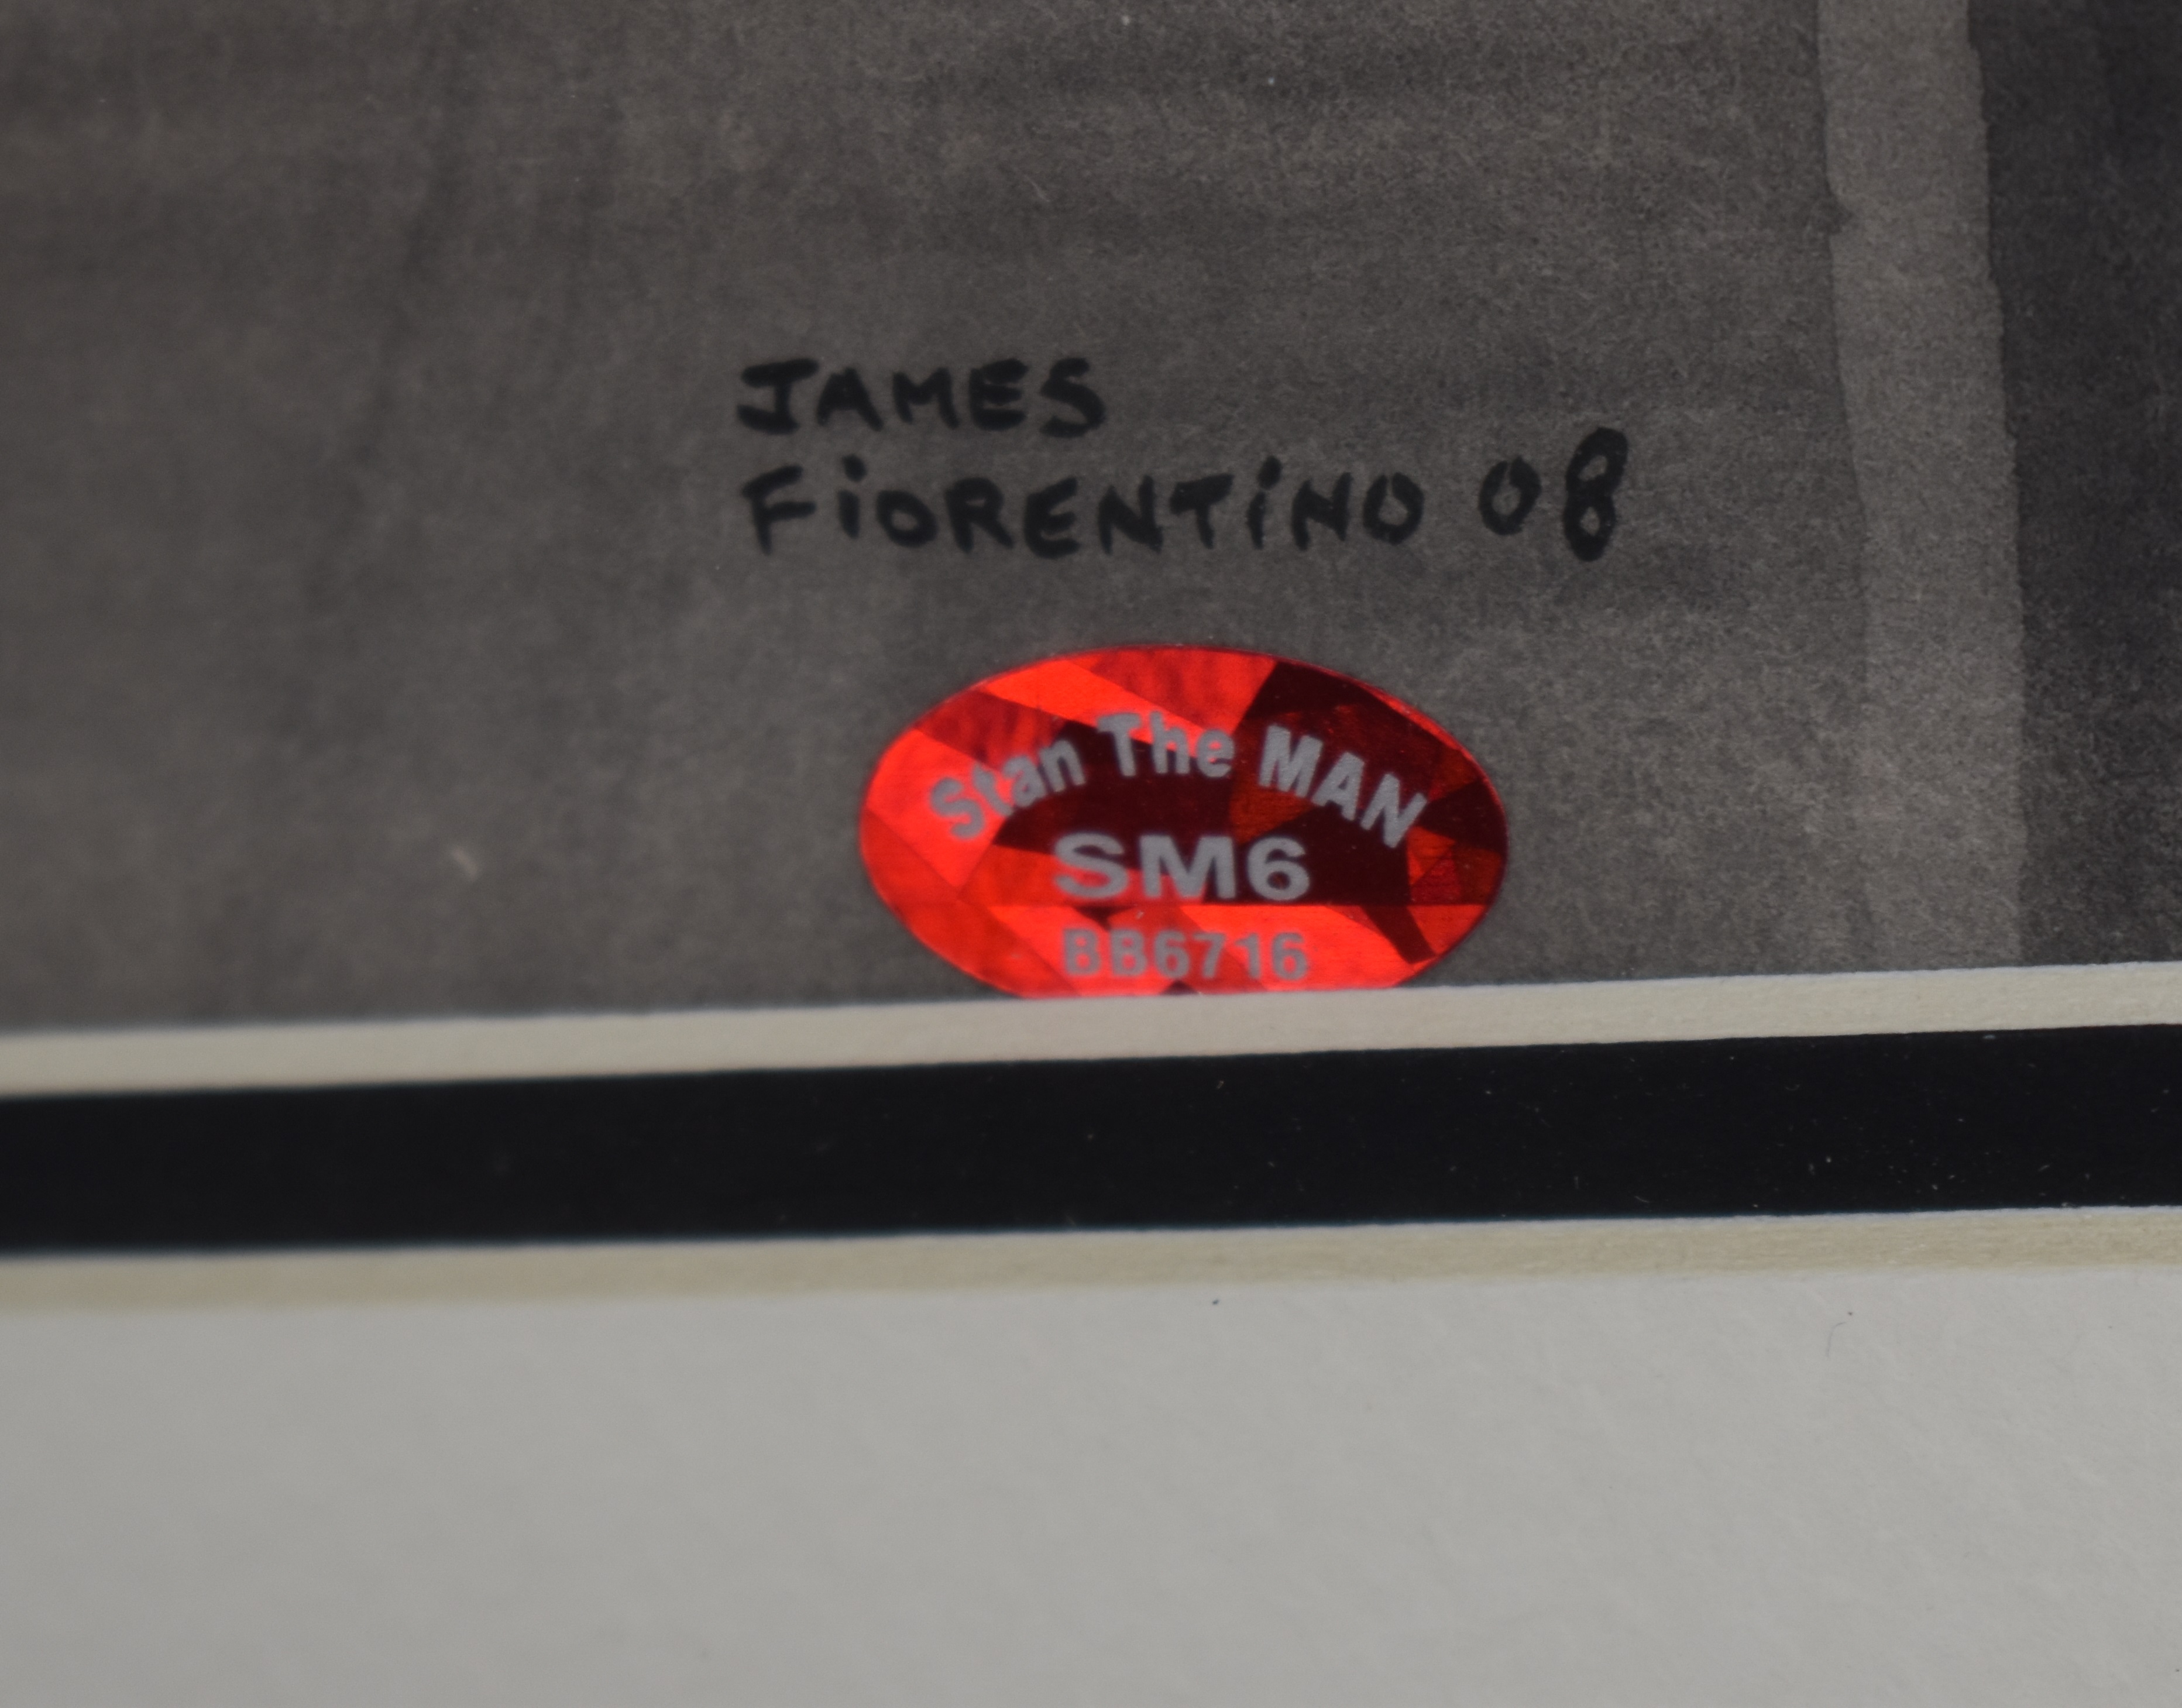 JAMES
FiORENTiNO 08
Stan The MAN
SM6
BB6716